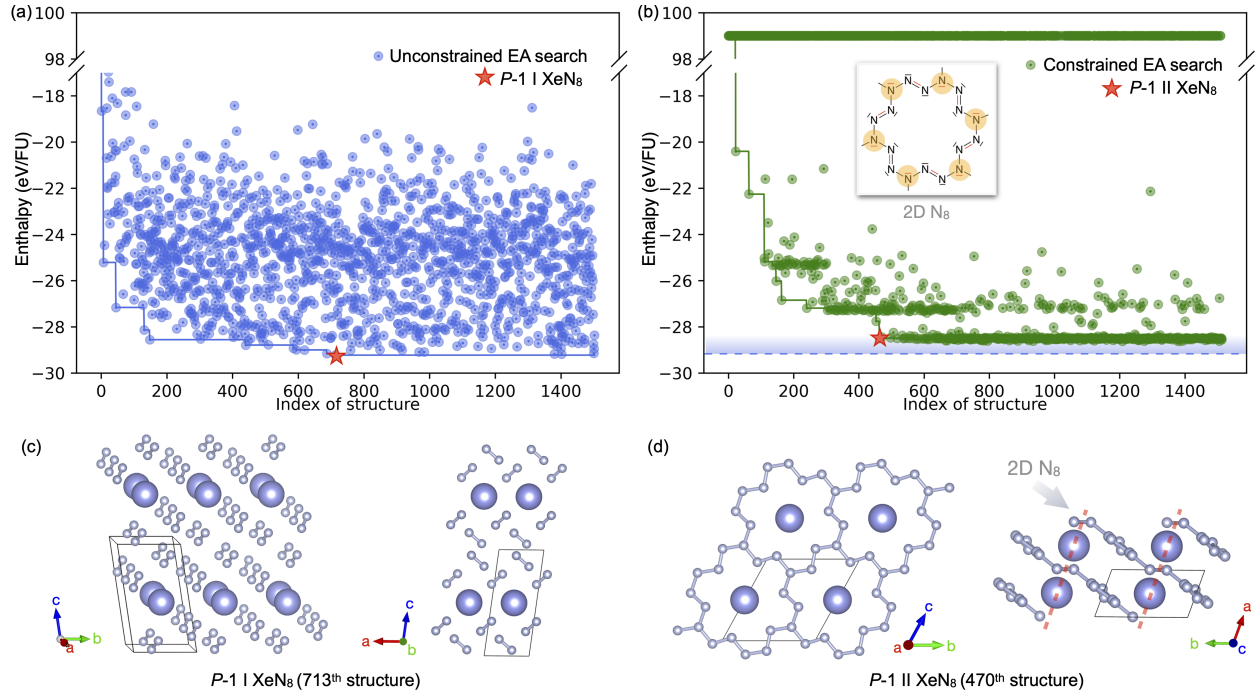 (a)
100
98
−18
−20
−22
−24
−26
−28
−30
Enthalpy (eV/FU)
Unconstrained EA search
P-1 I XeN₈
0 200 400 600 800 1000 1200 1400
Index of structure
(b)
100
98
−18
−20
−22
−24
−26
−28
−30
Enthalpy (eV/FU)
Constrained EA search
P-1 II XeN₈
N N N N N N N N N N N N N N N N N N
2D N₈
0 200 400 600 800 1000 1200 1400
Index of structure
(c)
c
b
a
c
a
b
P-1 I XeN₈ (713ᵗʰ structure)
(d)
2D N₈
c
a
b
a
b
c
P-1 II XeN₈ (470ᵗʰ structure)